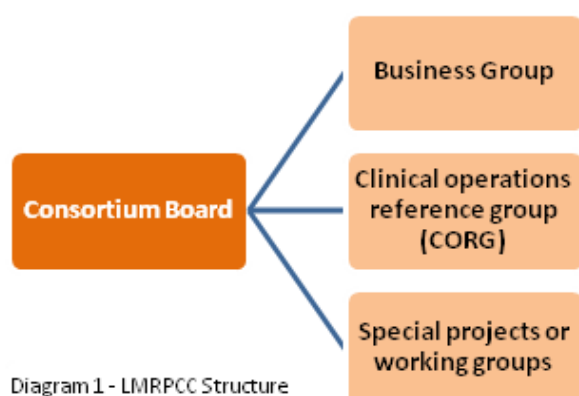 Business Group
Consortium Board
Clinical operations
reference group
(CORG)
Special projects or
working groups
Diagram 1 - LMRPCC Structure